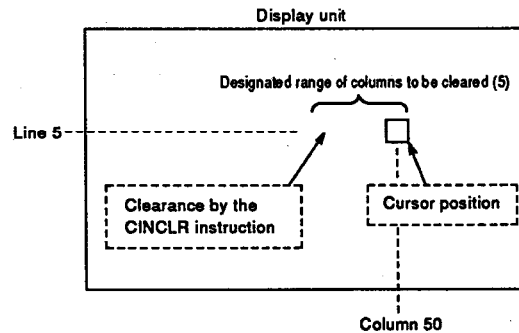 Display unit
Designated range of columns to be cleared (5)
Line 5
Clearance by the
CINCLR instruction
Cursor position
Column 50